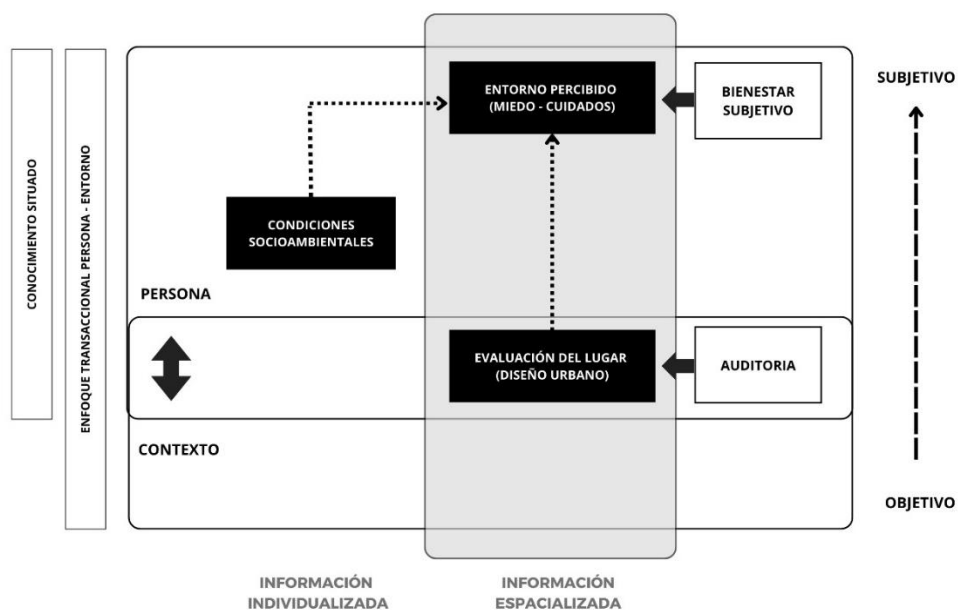 CONOCIMIENTO SITUADO
ENFOQUE TRANSACCIONAL PERSONA - ENTORNO
ENTORNO PERCIBIDO
(MIEDO - CUIDADOS)
BIENESTAR
SUBJETIVO
SUBJETIVO
CONDICIONES
SOCIOAMBIENTALES
PERSONA
EVALUACIÓN DEL LUGAR
(DISEÑO URBANO)
AUDITORIA
CONTEXTO
OBJETIVO
INFORMACIÓN
INDIVIDUALIZADA
INFORMACIÓN
ESPACIALIZADA